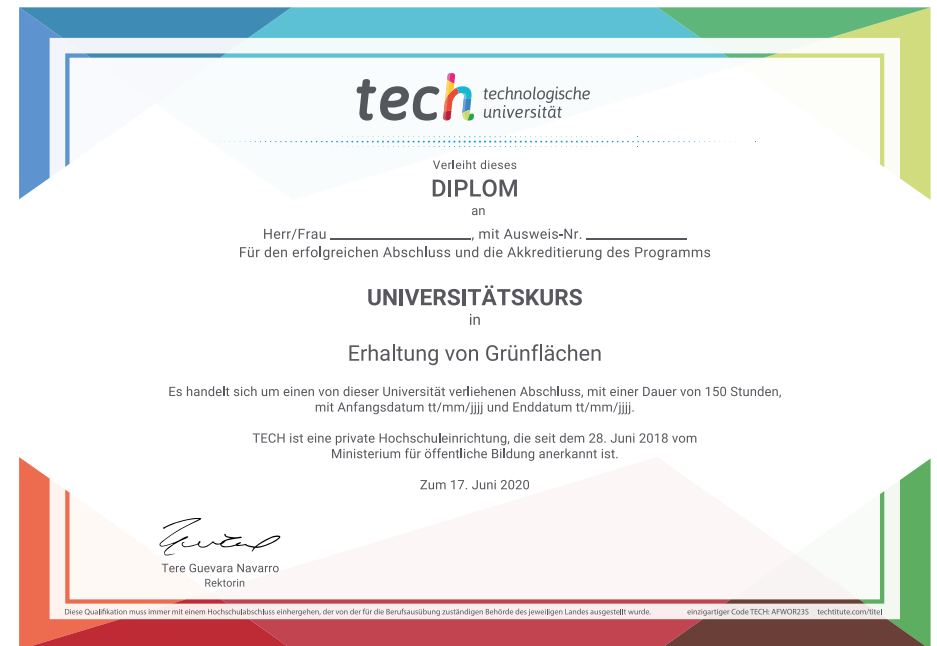 tech technologische
universität
Verleiht dieses
DIPLOM
an
Herr/Frau ____________________, mit Ausweis-Nr. ______________
Für den erfolgreichen Abschluss und die Akkreditierung des Programms
UNIVERSITÄTSKURS
in
Erhaltung von Grünflächen
Es handelt sich um einen von dieser Universität verliehenen Abschluss, mit einer Dauer von 150 Stunden,
mit Anfangsdatum tt/mm/jjjj und Enddatum tt/mm/jjjj.
TECH ist eine private Hochschuleinrichtung, die seit dem 28. Juni 2018 vom
Ministerium für öffentliche Bildung anerkannt ist.
Zum 17. Juni 2020
Tere Guevara Navarro
Rektorin
Diese Qualifikation muss immer mit einem Hochschulabschluss einhergehen, der von der für die Berufsausübung zuständigen Behörde des jeweiligen Landes ausgestellt wurde. einzigartiger Code TECH: AFWOR23S techtitute.com/titel